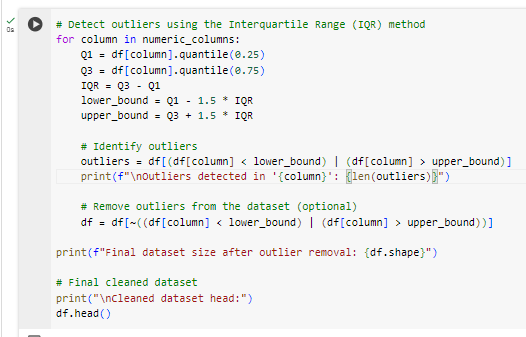 # Detect outliers using the Interquartile Range (IQR) method
for column in numeric_columns:
    Q1 = df[column].quantile(0.25)
    Q3 = df[column].quantile(0.75)
    IQR = Q3 - Q1
    lower_bound = Q1 - 1.5 * IQR
    upper_bound = Q3 + 1.5 * IQR

    # Identify outliers
    outliers = df[(df[column] < lower_bound) | (df[column] > upper_bound)]
    print(f"\nOutliers detected in '{column}': {len(outliers)}")

    # Remove outliers from the dataset (optional)
    df = df[~((df[column] < lower_bound) | (df[column] > upper_bound))]

print(f"Final dataset size after outlier removal: {df.shape}")

# Final cleaned dataset
print("\nCleaned dataset head:")
df.head()
0s